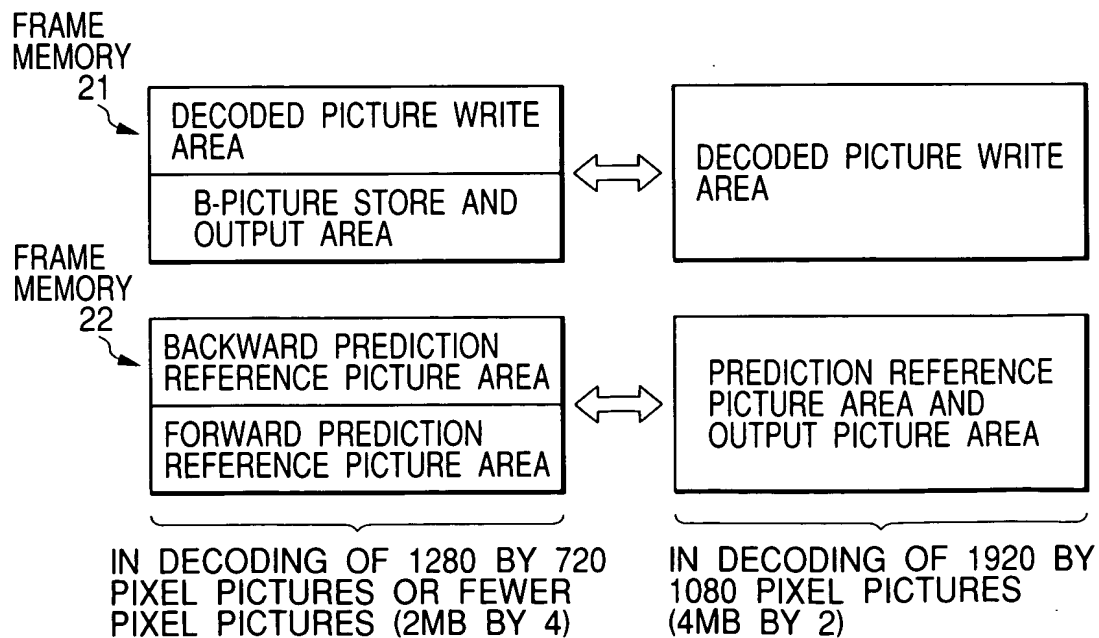 FRAME
MEMORY
21
DECODED PICTURE WRITE
AREA
B-PICTURE STORE AND
OUTPUT AREA
DECODED PICTURE WRITE
AREA
FRAME
MEMORY
22
BACKWARD PREDICTION
REFERENCE PICTURE AREA
FORWARD PREDICTION
REFERENCE PICTURE AREA
PREDICTION REFERENCE
PICTURE AREA AND
OUTPUT PICTURE AREA
IN DECODING OF 1280 BY 720
PIXEL PICTURES OR FEWER
PIXEL PICTURES (2MB BY 4)
IN DECODING OF 1920 BY
1080 PIXEL PICTURES
(4MB BY 2)